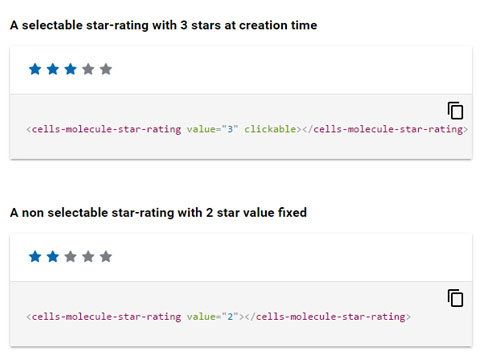 A selectable star-rating with 3 stars at creation time
<cells-molecule-star-rating value="3" clickable></cells-molecule-star-rating>
A non selectable star-rating with 2 star value fixed
<cells-molecule-star-rating value="2"></cells-molecule-star-rating>